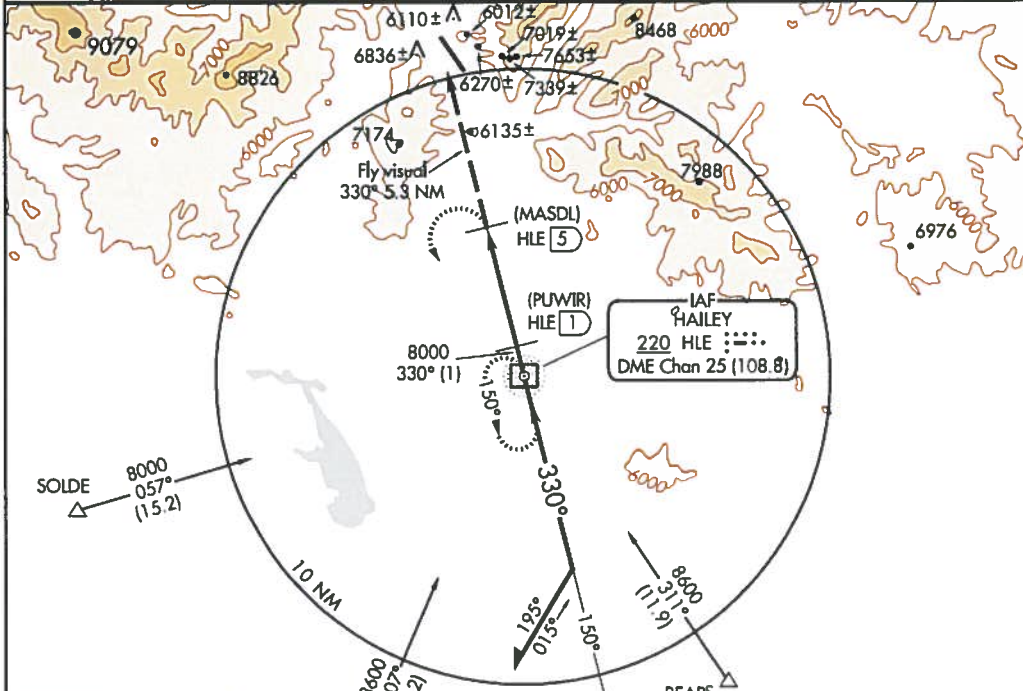 6110±
6012±
9079
7000
8826
6836±
7019±
7653±
6270±
7339±
8468
6000
7000
6000
7174
6135±
Fly visual
330° 5.3 NM
6000
7000
7988
6000
6976
(MASDL)
HLE 5
(PUWIR)
HLE 1
8000
330° (1)
IAF
HAILEY
220 HLE
DME Chan 25 (108.8)
150°
330°
6000
SOLDE
8000
057°
(15.2)
10 NM
195°
015°
150°
8600
311°
(11.9)